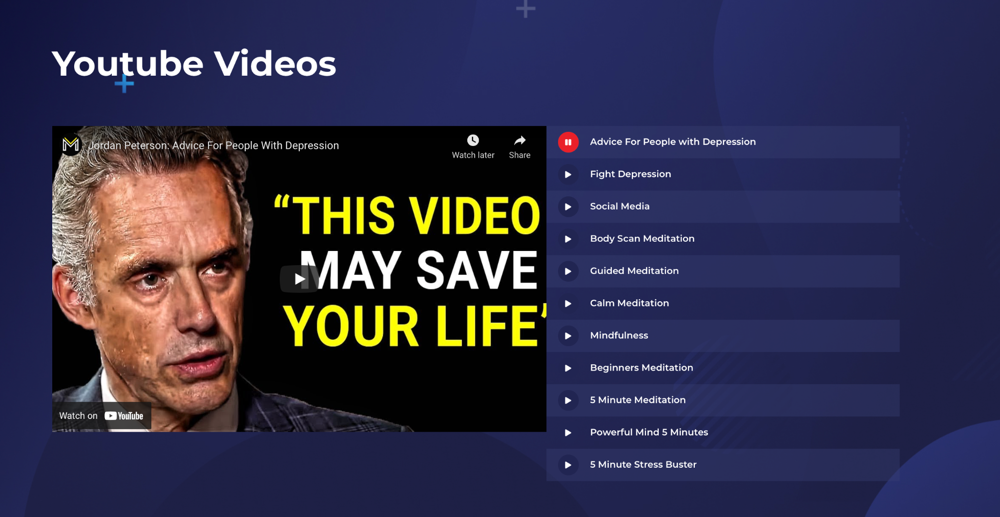 Youtube Videos
Jordan Peterson: Advice For People With Depression
Watch later
Share
“THIS VIDEO
MAY SAVE
YOUR LIFE”
Watch on YouTube
Advice For People with Depression
Fight Depression
Social Media
Body Scan Meditation
Guided Meditation
Calm Meditation
Mindfulness
Beginners Meditation
5 Minute Meditation
Powerful Mind 5 Minutes
5 Minute Stress Buster